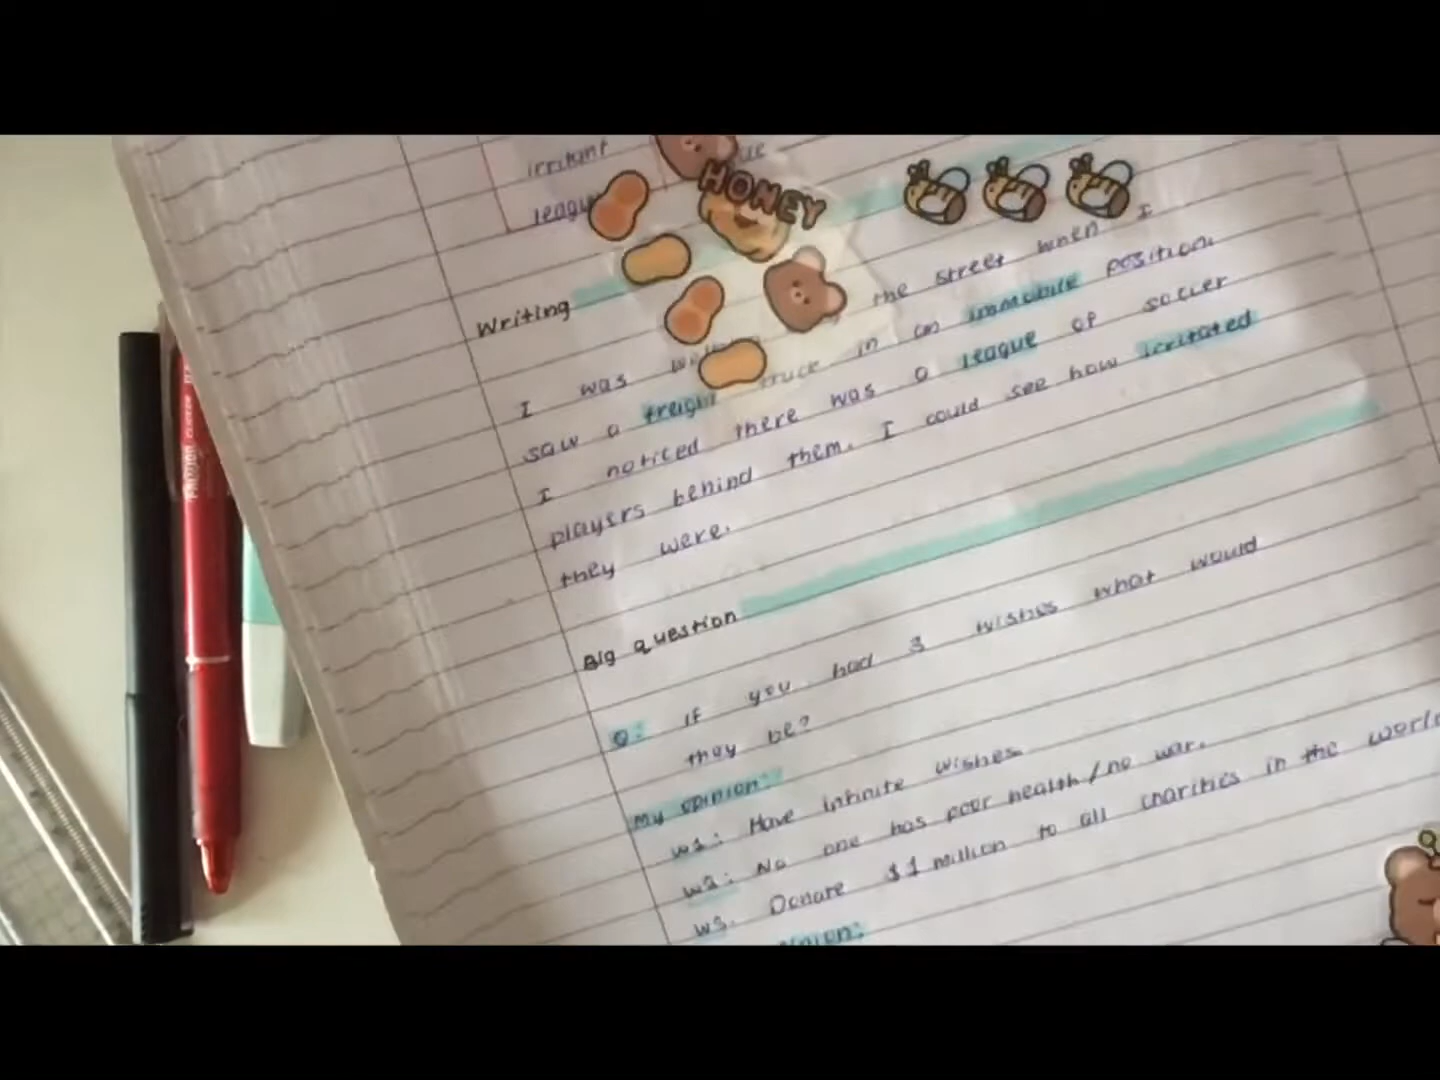 irritant
HONEY
Writing
I was the street when I
saw a freight truck in an immobile position.
I noticed there was a league of soccer
players behind them. I could see how irritated
they were.
Big question
Q: If you had 3 wishes what would
they be?
My opinion:
W1: Have infinite wishes.
W2: No one has poor health/no war.
W3. Donate $1 million to all charities in the world